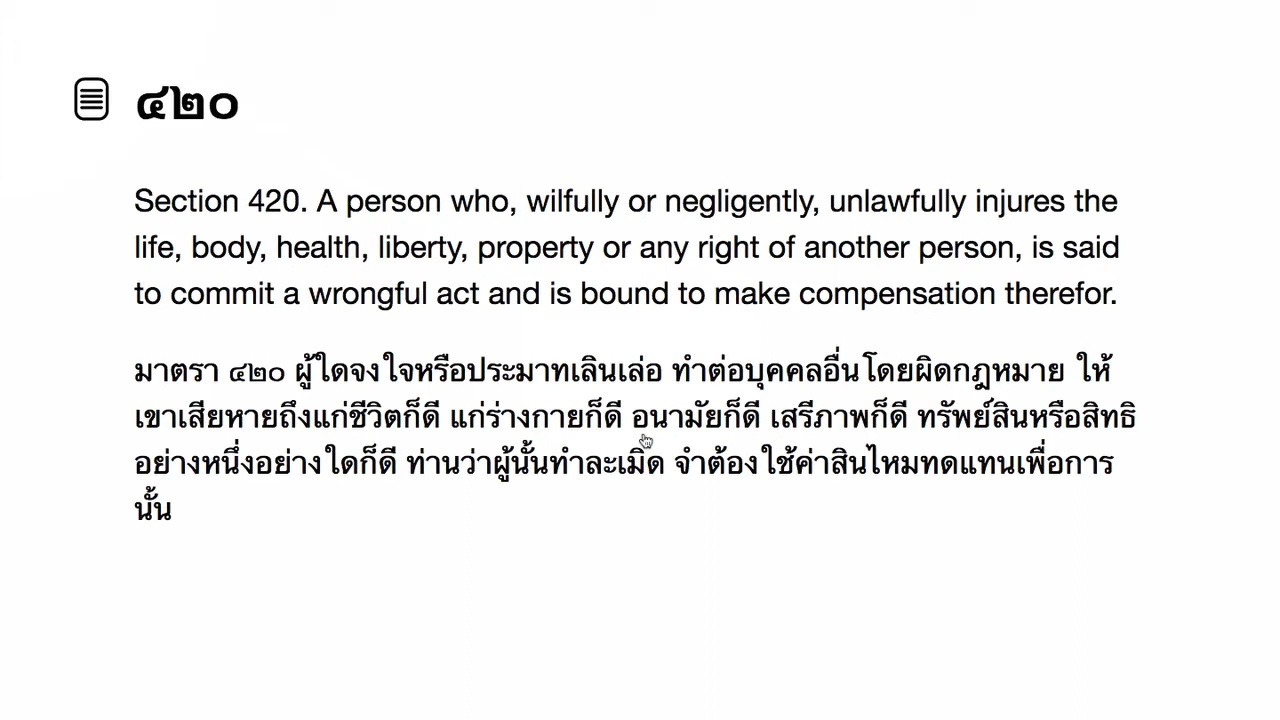 ๔๒๐
Section 420. A person who, wilfully or negligently, unlawfully injures the
life, body, health, liberty, property or any right of another person, is said
to commit a wrongful act and is bound to make compensation therefor.
มาตรา ๔๒๐ ผู้ใดจงใจหรือประมาทเลินเล่อ ทำต่อบุคคลอื่นโดยผิดกฎหมาย ให้
เขาเสียหายถึงแก่ชีวิตก็ดี แก่ร่างกายก็ดี อนามัยก็ดี เสรีภาพก็ดี ทรัพย์สินหรือสิทธิ
อย่างหนึ่งอย่างใดก็ดี ท่านว่าผู้นั้นทำละเมิด จำต้องใช้ค่าสินไหมทดแทนเพื่อการ
นั้น